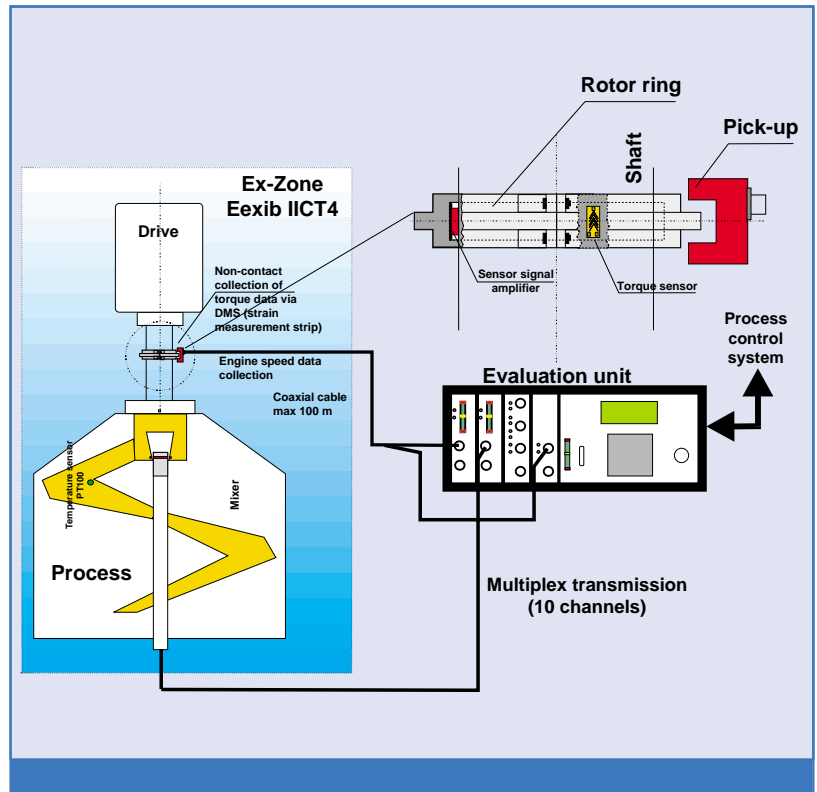 Rotor ring
Pick-up
Shaft
Ex-Zone
Eexib IICT4
Drive
Non-contact
collection of
torque data via
DMS (strain
measurement strip)
Sensor signal
amplifier
Torque sensor
Process
control
system
Engine speed data
collection
Evaluation unit
Coaxial cable
max 100 m
Temperature sensor
PT100
Mixer
Process
Multiplex transmission
(10 channels)